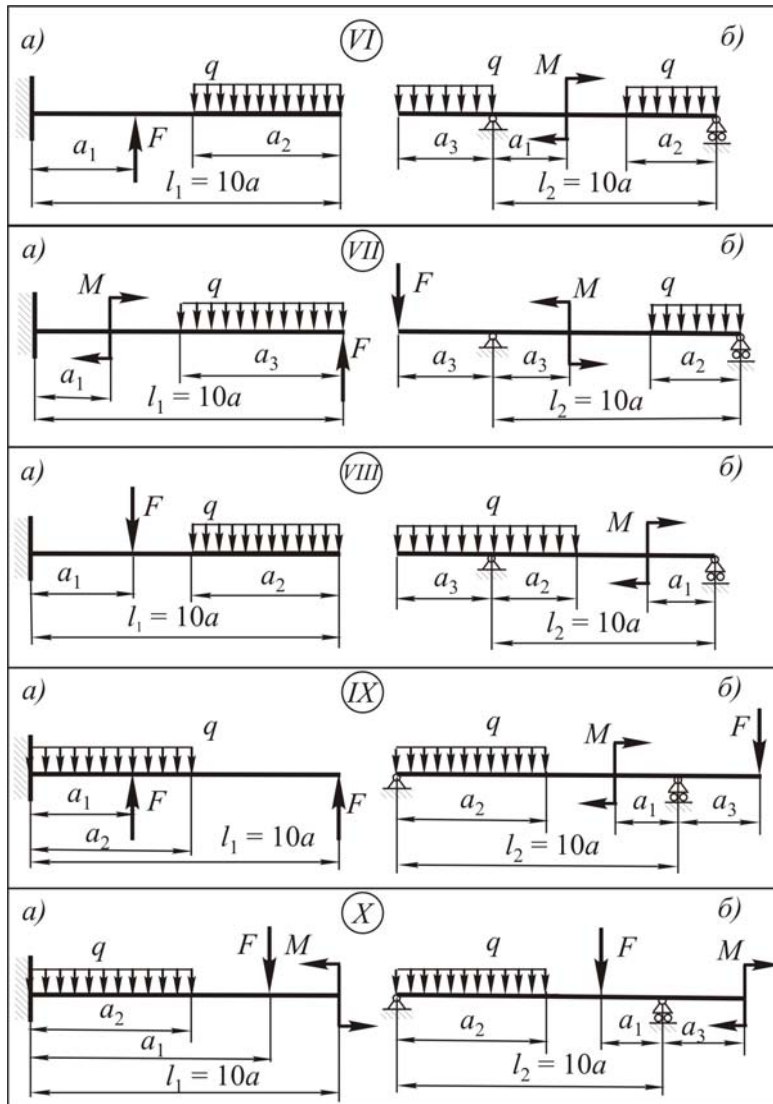 а) VI б)
q q M q
F
a₁ a₂ a₃ a₁ a₂
l₁ = 10a l₂ = 10a
а) VII б)
M q F M q
F
a₁ a₃ a₃ a₃ a₂
l₁ = 10a l₂ = 10a
а) VIII б)
F q q M
a₁ a₂ a₃ a₂ a₁
l₁ = 10a l₂ = 10a
а) IX б)
q q M F
a₁ F F a₂ a₁ a₃
a₂ l₁ = 10a l₂ = 10a
а) X б)
q F M q F M
a₂ a₂ a₁ a₃
a₁
l₁ = 10a l₂ = 10a